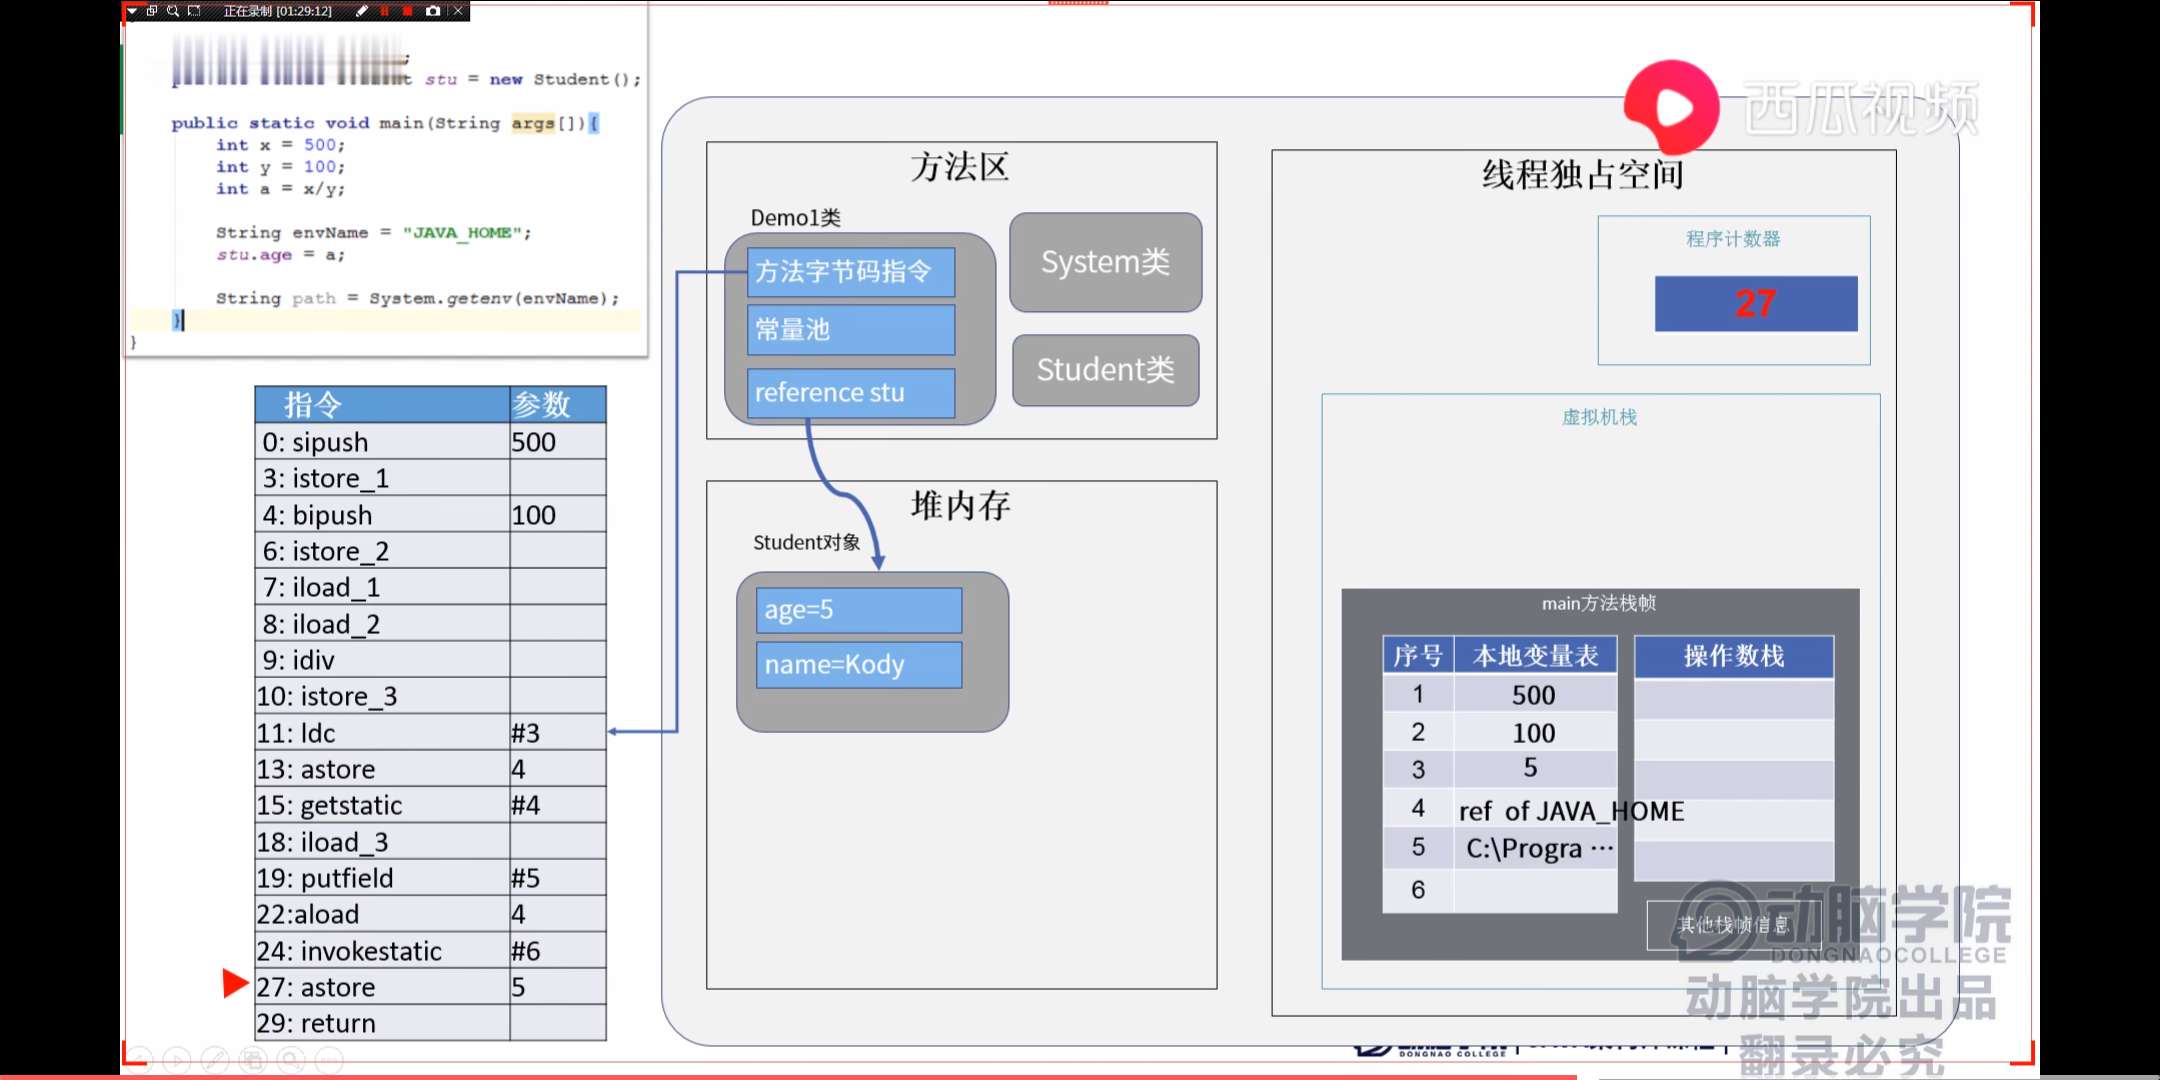 正在录制 [01:29:12]
stu = new Student();
public static void main(String args[]){
int x = 500;
int y = 100;
int a = x/y;
String envName = "JAVA_HOME";
stu.age = a;
String path = System.getenv(envName);
}
}
指令 参数
0: sipush 500
3: istore_1
4: bipush 100
6: istore_2
7: iload_1
8: iload_2
9: idiv
10: istore_3
11: ldc #3
13: astore 4
15: getstatic #4
18: iload_3
19: putfield #5
22:aload 4
24: invokestatic #6
27: astore 5
29: return
方法区
Demo1类
方法字节码指令
常量池
reference stu
System类
Student类
堆内存
Student对象
age=5
name=Kody
西瓜视频
线程独占空间
程序计数器
27
虚拟机栈
main方法栈帧
序号 本地变量表 操作数栈
1 500
2 100
3 5
4 ref of JAVA_HOME
5 C:\Progra ···
6
其他栈帧信息
动脑学院
DONGNAOCOLLEGE
动脑学院出品
翻录必究
DONGNAO COLLEGE